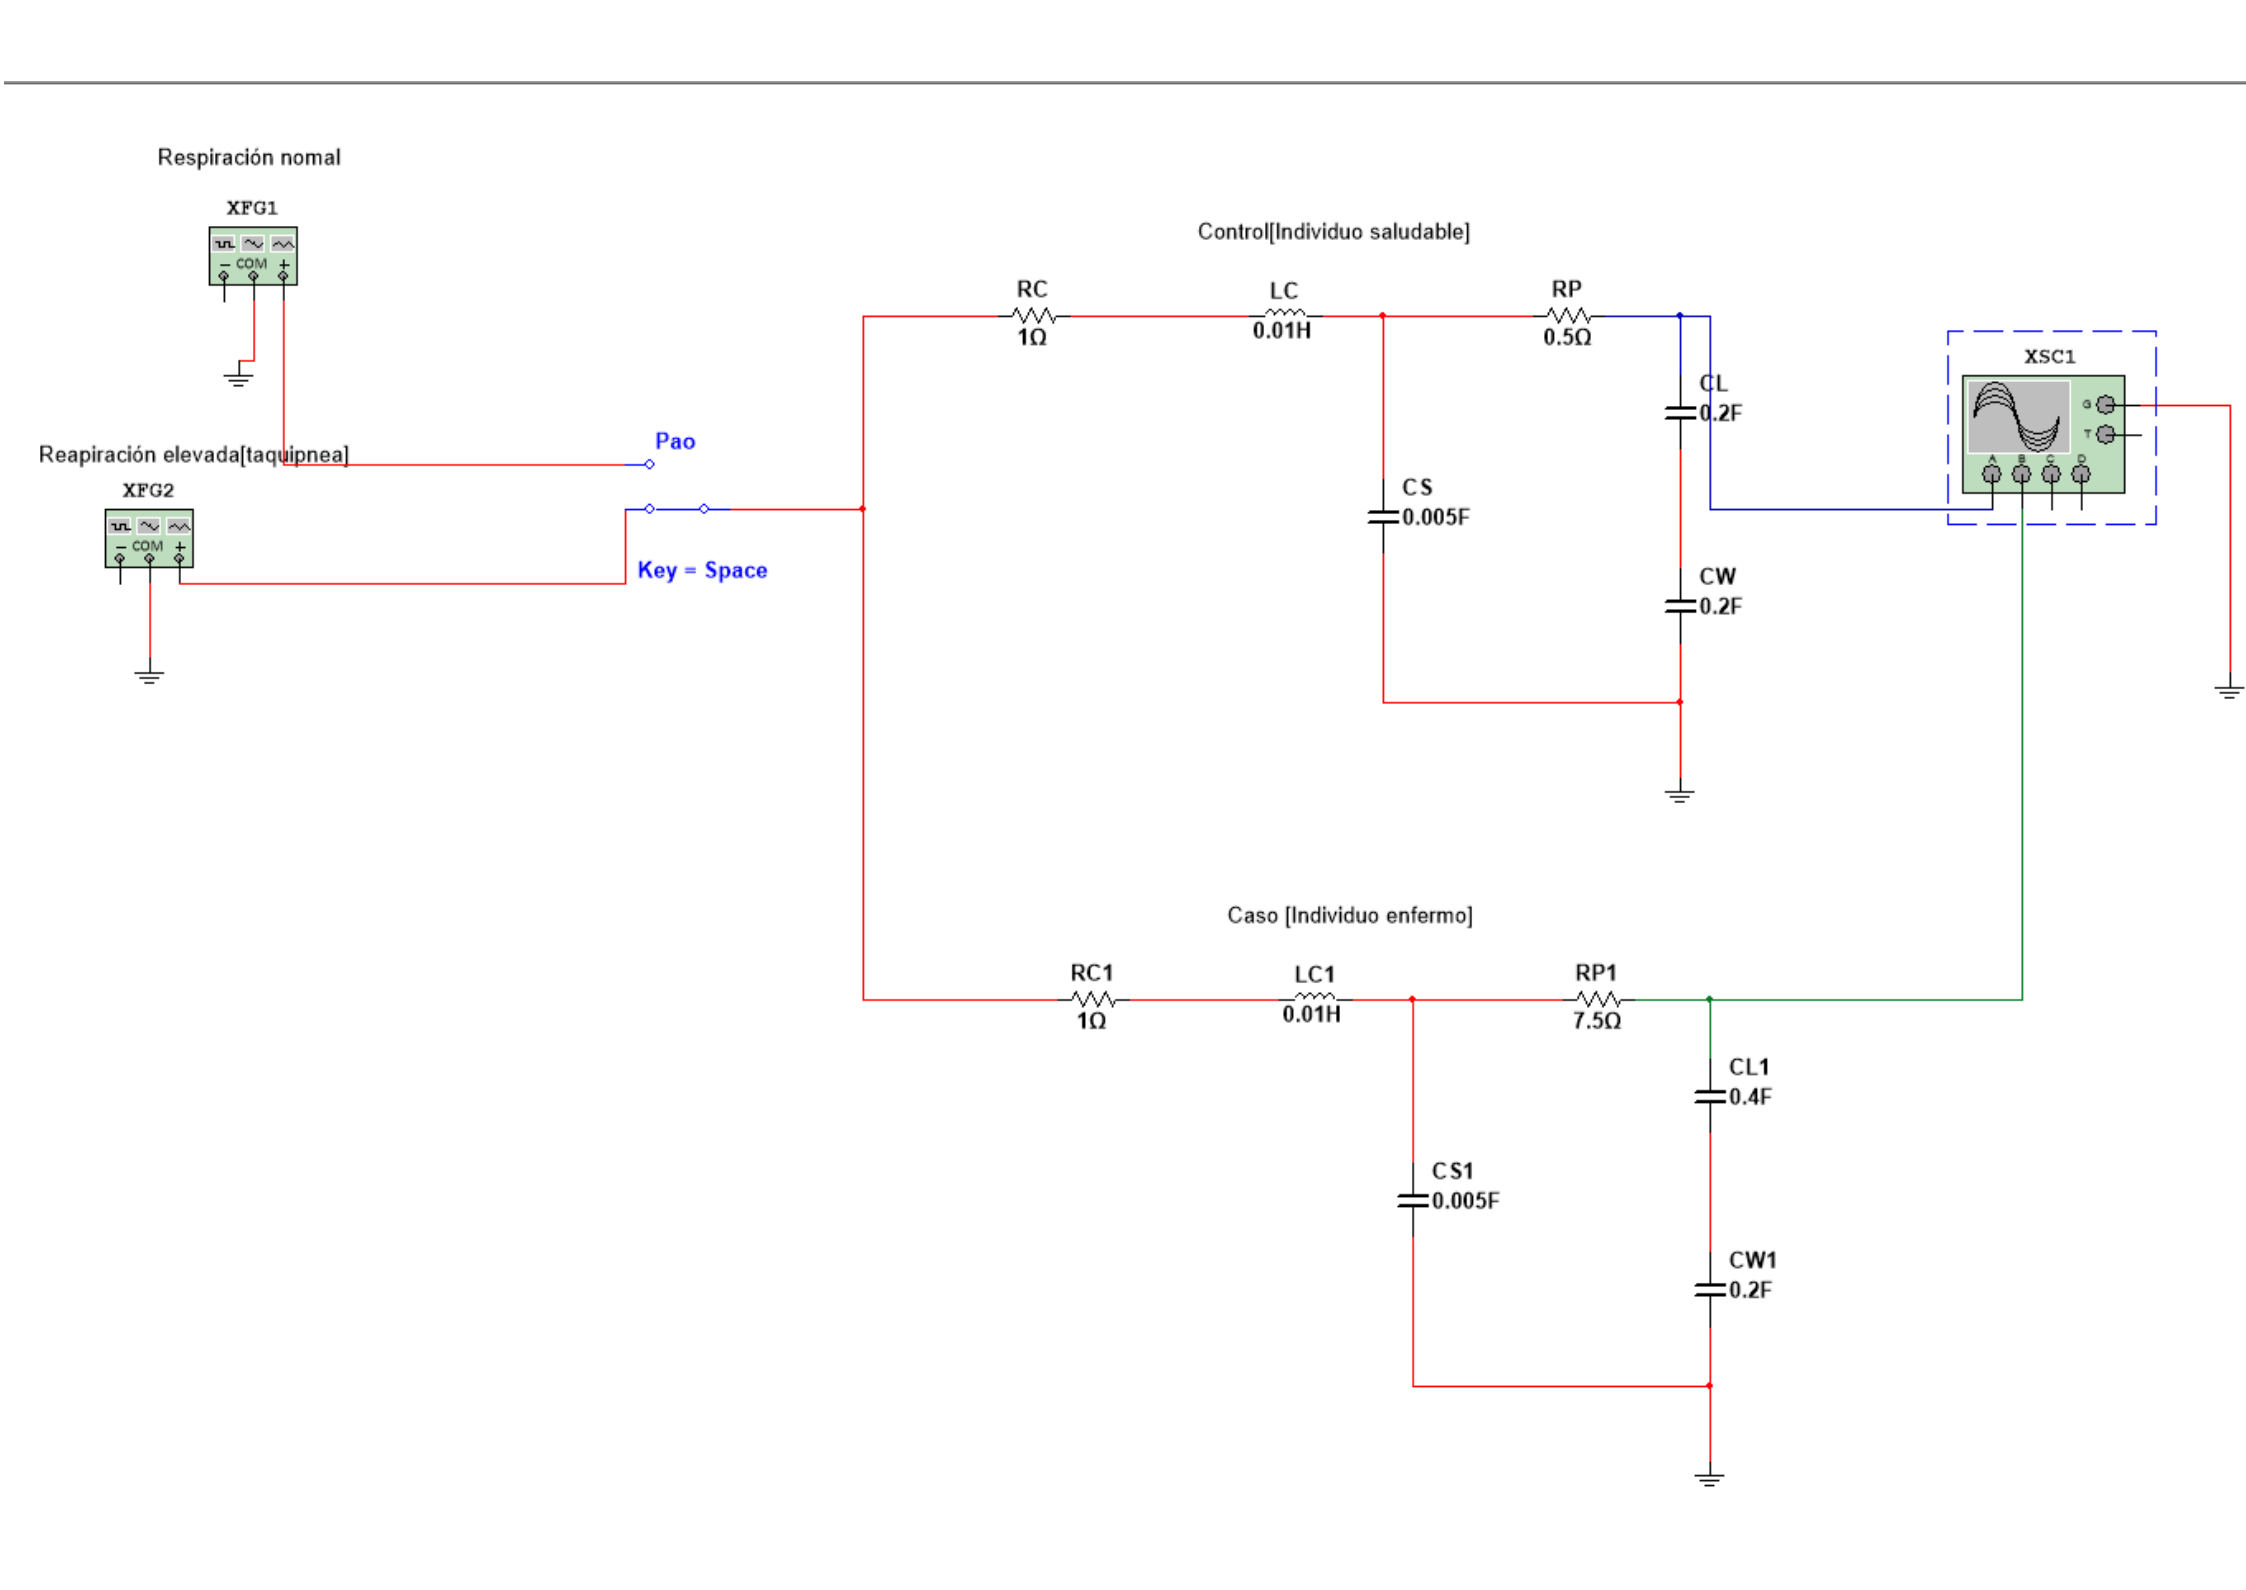 Respiración nomal
XFG1
COM
Reapiración elevada[taquipnea]
XFG2
COM
Pao
Key = Space
Control[Individuo saludable]
RC
1Ω
LC
0.01H
RP
0.5Ω
CL
0.2F
CS
0.005F
CW
0.2F
XSC1
G
T
A B C D
Caso [Individuo enfermo]
RC1
1Ω
LC1
0.01H
RP1
7.5Ω
CL1
0.4F
CS1
0.005F
CW1
0.2F